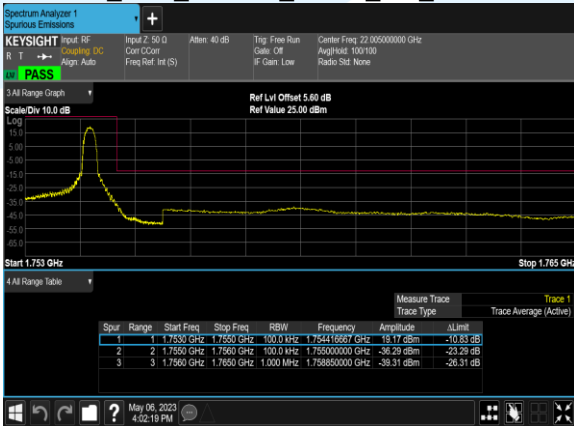 Spectrum Analyzer 1
Spurious Emissions
+
KEYSIGHT Input: RF Input Z: 50 Ω Atten: 40 dB Trig: Free Run Center Freq: 22.005000000 GHz
R T Coupling: DC Corr CCorr Gate: Off Avg|Hold: 100/100
Align: Auto Freq Ref: Int (S) IF Gain: Low Radio Std: None
PASS
3 All Range Graph
Ref Lvl Offset 5.60 dB
Scale/Div 10.0 dB Ref Value 25.00 dBm
Log
15.0
5.00
-5.00
-15.0
-25.0
-35.0
-45.0
-55.0
-65.0
Start 1.753 GHz Stop 1.765 GHz
4 All Range Table
Measure Trace Trace 1
Trace Type Trace Average (Active)
Spur Range Start Freq Stop Freq RBW Frequency Amplitude ΔLimit
1 1 1.7530 GHz 1.7550 GHz 100.0 kHz 1.754416667 GHz 19.17 dBm -10.83 dB
2 2 1.7550 GHz 1.7560 GHz 100.0 kHz 1.755000000 GHz -36.29 dBm -23.29 dB
3 3 1.7560 GHz 1.7650 GHz 1.000 MHz 1.758850000 GHz -39.31 dBm -26.31 dB
? May 06, 2023
4:02:19 PM